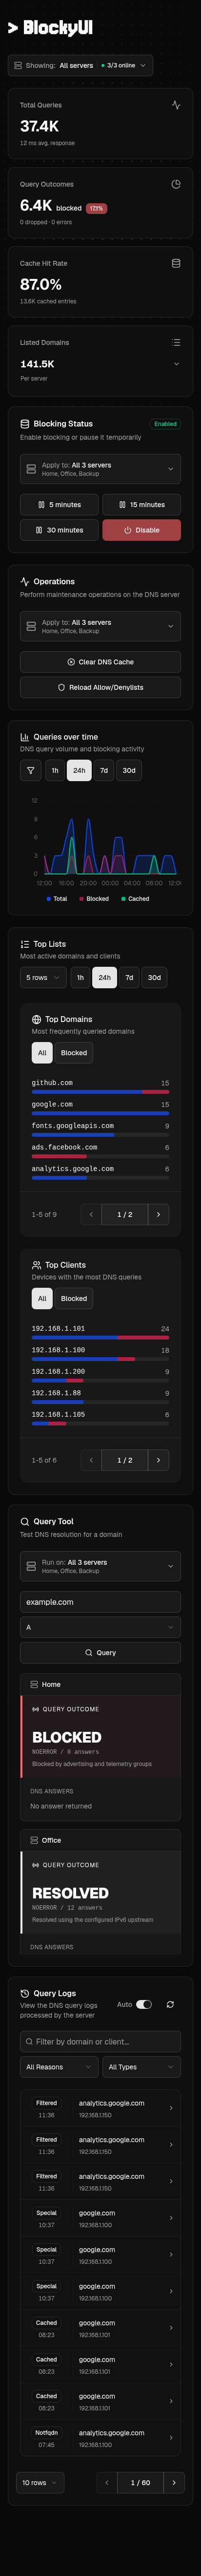 > BlockyUI
Showing: All servers 3/3 online
Total Queries
37.4K
12 ms avg. response
Query Outcomes
6.4K blocked 17.1%
0 dropped · 0 errors
Cache Hit Rate
87.0%
13.6K cached entries
Listed Domains
141.5K
Per server
Blocking Status Enabled
Enable blocking or pause it temporarily
Apply to: All 3 servers
Home, Office, Backup
5 minutes 15 minutes
30 minutes Disable
Operations
Perform maintenance operations on the DNS server
Apply to: All 3 servers
Home, Office, Backup
Clear DNS Cache
Reload Allow/Denylists
Queries over time
DNS query volume and blocking activity
1h 24h 7d 30d
12
9
6
3
0
12:00 16:00 20:00 00:00 04:00 08:00 12:0
Total Blocked Cached
Top Lists
Most active domains and clients
5 rows 1h 24h 7d 30d
Top Domains
Most frequently queried domains
All Blocked
github.com 15
google.com 15
fonts.googleapis.com 9
ads.facebook.com 6
analytics.google.com 6
1-5 of 9 1 / 2
Top Clients
Devices with the most DNS queries
All Blocked
192.168.1.101 24
192.168.1.100 18
192.168.1.200 9
192.168.1.88 9
192.168.1.105 6
1-5 of 6 1 / 2
Query Tool
Test DNS resolution for a domain
Run on: All 3 servers
Home, Office, Backup
example.com
A
Query
Home
QUERY OUTCOME
BLOCKED
NOERROR / 0 answers
Blocked by advertising and telemetry groups
DNS ANSWERS
No answer returned
Office
QUERY OUTCOME
RESOLVED
NOERROR / 12 answers
Resolved using the configured IPv6 upstream
DNS ANSWERS
Query Logs
View the DNS query logs
processed by the server
Auto
Filter by domain or client...
All Reasons All Types
Filtered analytics.google.com
11:36 192.168.1.150
Filtered analytics.google.com
11:36 192.168.1.150
Filtered analytics.google.com
11:36 192.168.1.150
Special google.com
10:37 192.168.1.100
Special google.com
10:37 192.168.1.100
Special google.com
10:37 192.168.1.100
Cached google.com
08:23 192.168.1.101
Cached google.com
08:23 192.168.1.101
Cached google.com
08:23 192.168.1.101
Notfqdn analytics.google.com
07:45 192.168.1.100
10 rows 1 / 60